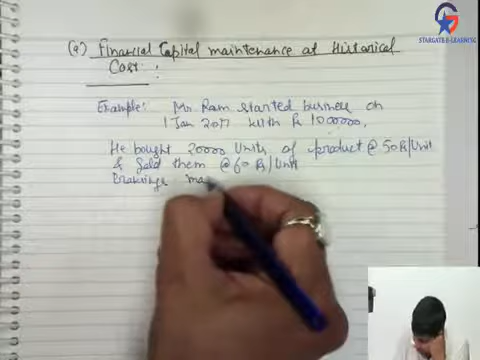 STARGATE E-LEARNING
(a) Financial Capital maintenance at Historical
Cost :
Example: Mr. Ram started business on
1 Jan 2017 with Rs 1000000.
He bought 20000 Units of product @ 50 Rs/Unit
& Sold them @ 60 Rs/Unit
Drawings ma